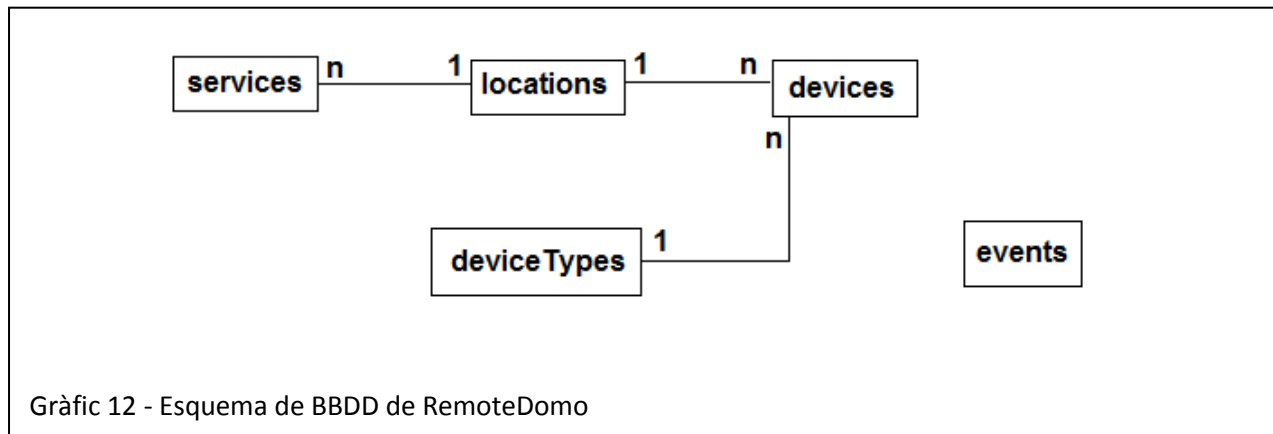 services n 1 locations 1 n devices
n
deviceTypes 1
events
Gràfic 12 - Esquema de BBDD de RemoteDomo